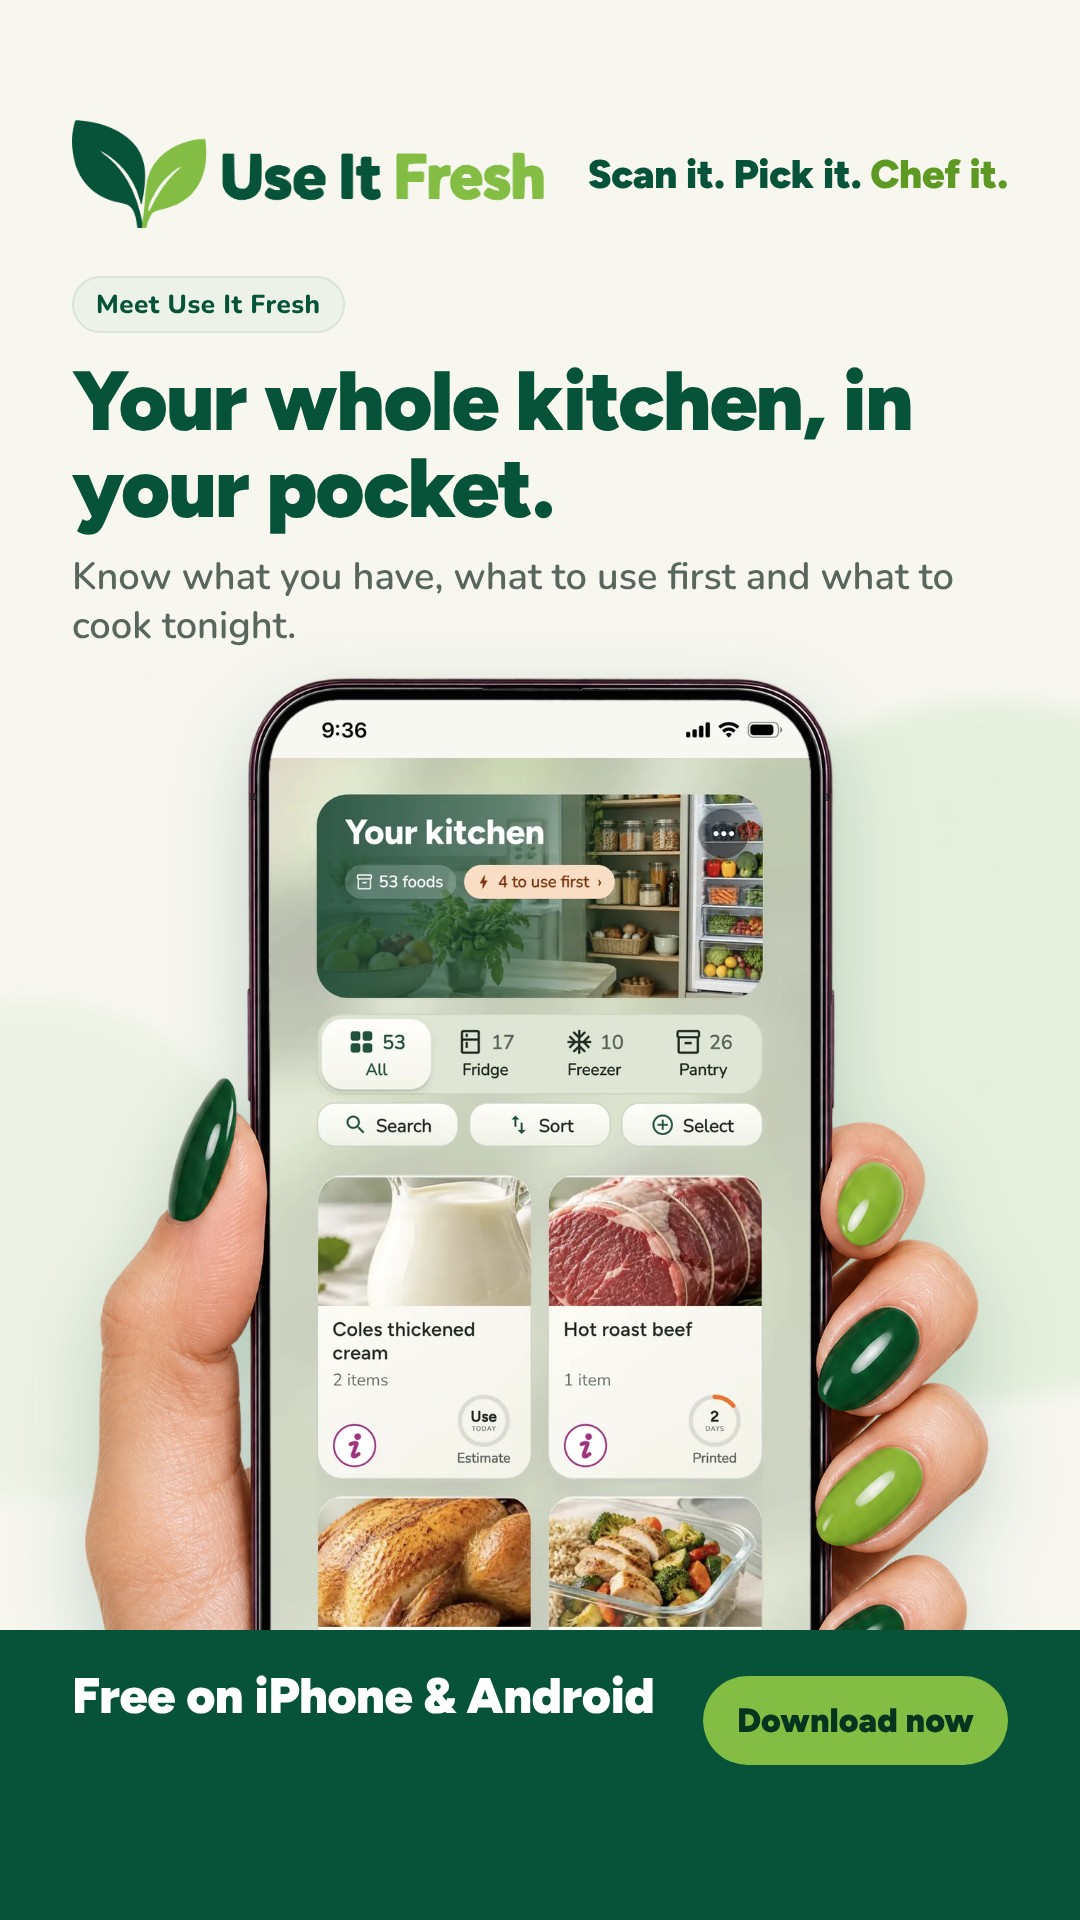 Use It Fresh
Scan it. Pick it. Chef it.
Meet Use It Fresh
Your whole kitchen, in
your pocket.
Know what you have, what to use first and what to
cook tonight.
9:36
Your kitchen
53 foods
4 to use first ›
53
All
17
Fridge
10
Freezer
26
Pantry
Search
Sort
Select
Coles thickened
cream
2 items
Use
TODAY
Estimate
Hot roast beef
1 item
2
DAYS
Printed
Free on iPhone & Android
Download now